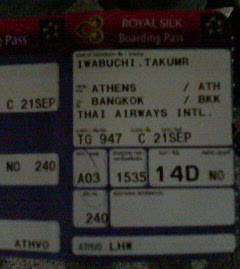 ROYAL SILK
Boarding Pass
IWABUCHI.TAKUMR
ATHENS / ATH
BANGKOK / BKK
THAI AIRWAYS INTL.
TG 947 C 21SEP
A03 1535 14D NO
240
ATHVO LHW
g Pass
C 21SEP
NO 240
ATHVO